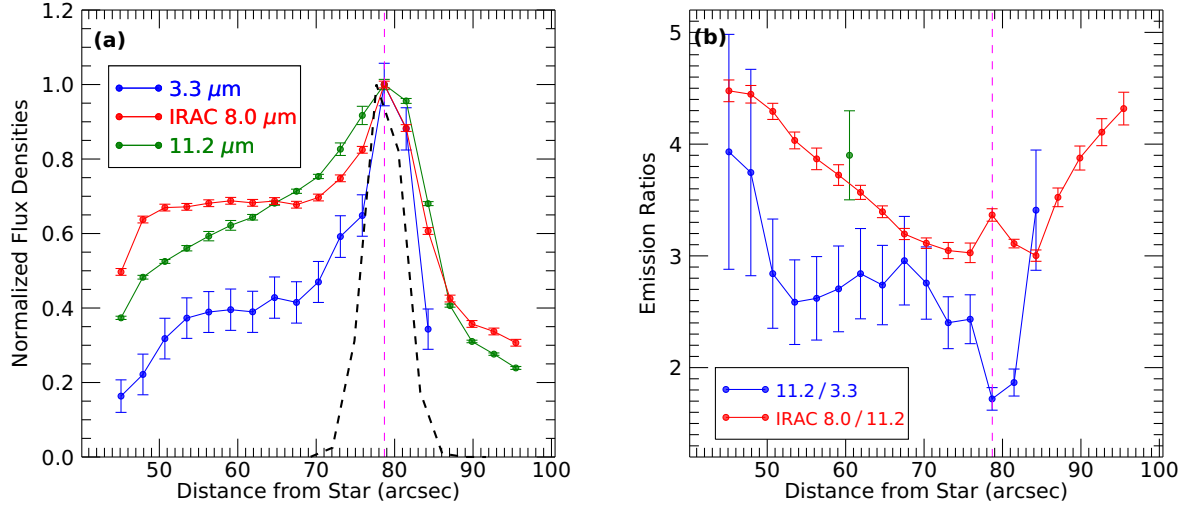 (a)
3.3 μm
IRAC 8.0 μm
11.2 μm
Normalized Flux Densities
1.2
1.0
0.8
0.6
0.4
0.2
0.0
50 60 70 80 90 100
Distance from Star (arcsec)
(b)
Emission Ratios
5
4
3
2
11.2 / 3.3
IRAC 8.0 / 11.2
50 60 70 80 90 100
Distance from Star (arcsec)